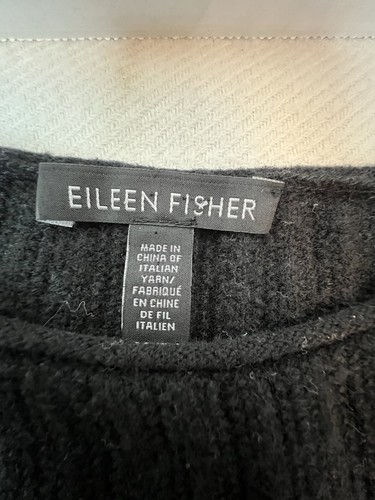 EILEEN FISHER
MADE IN
CHINA OF
ITALIAN
YARN/
FABRIQUÉ
EN CHINE
DE FIL
ITALIEN